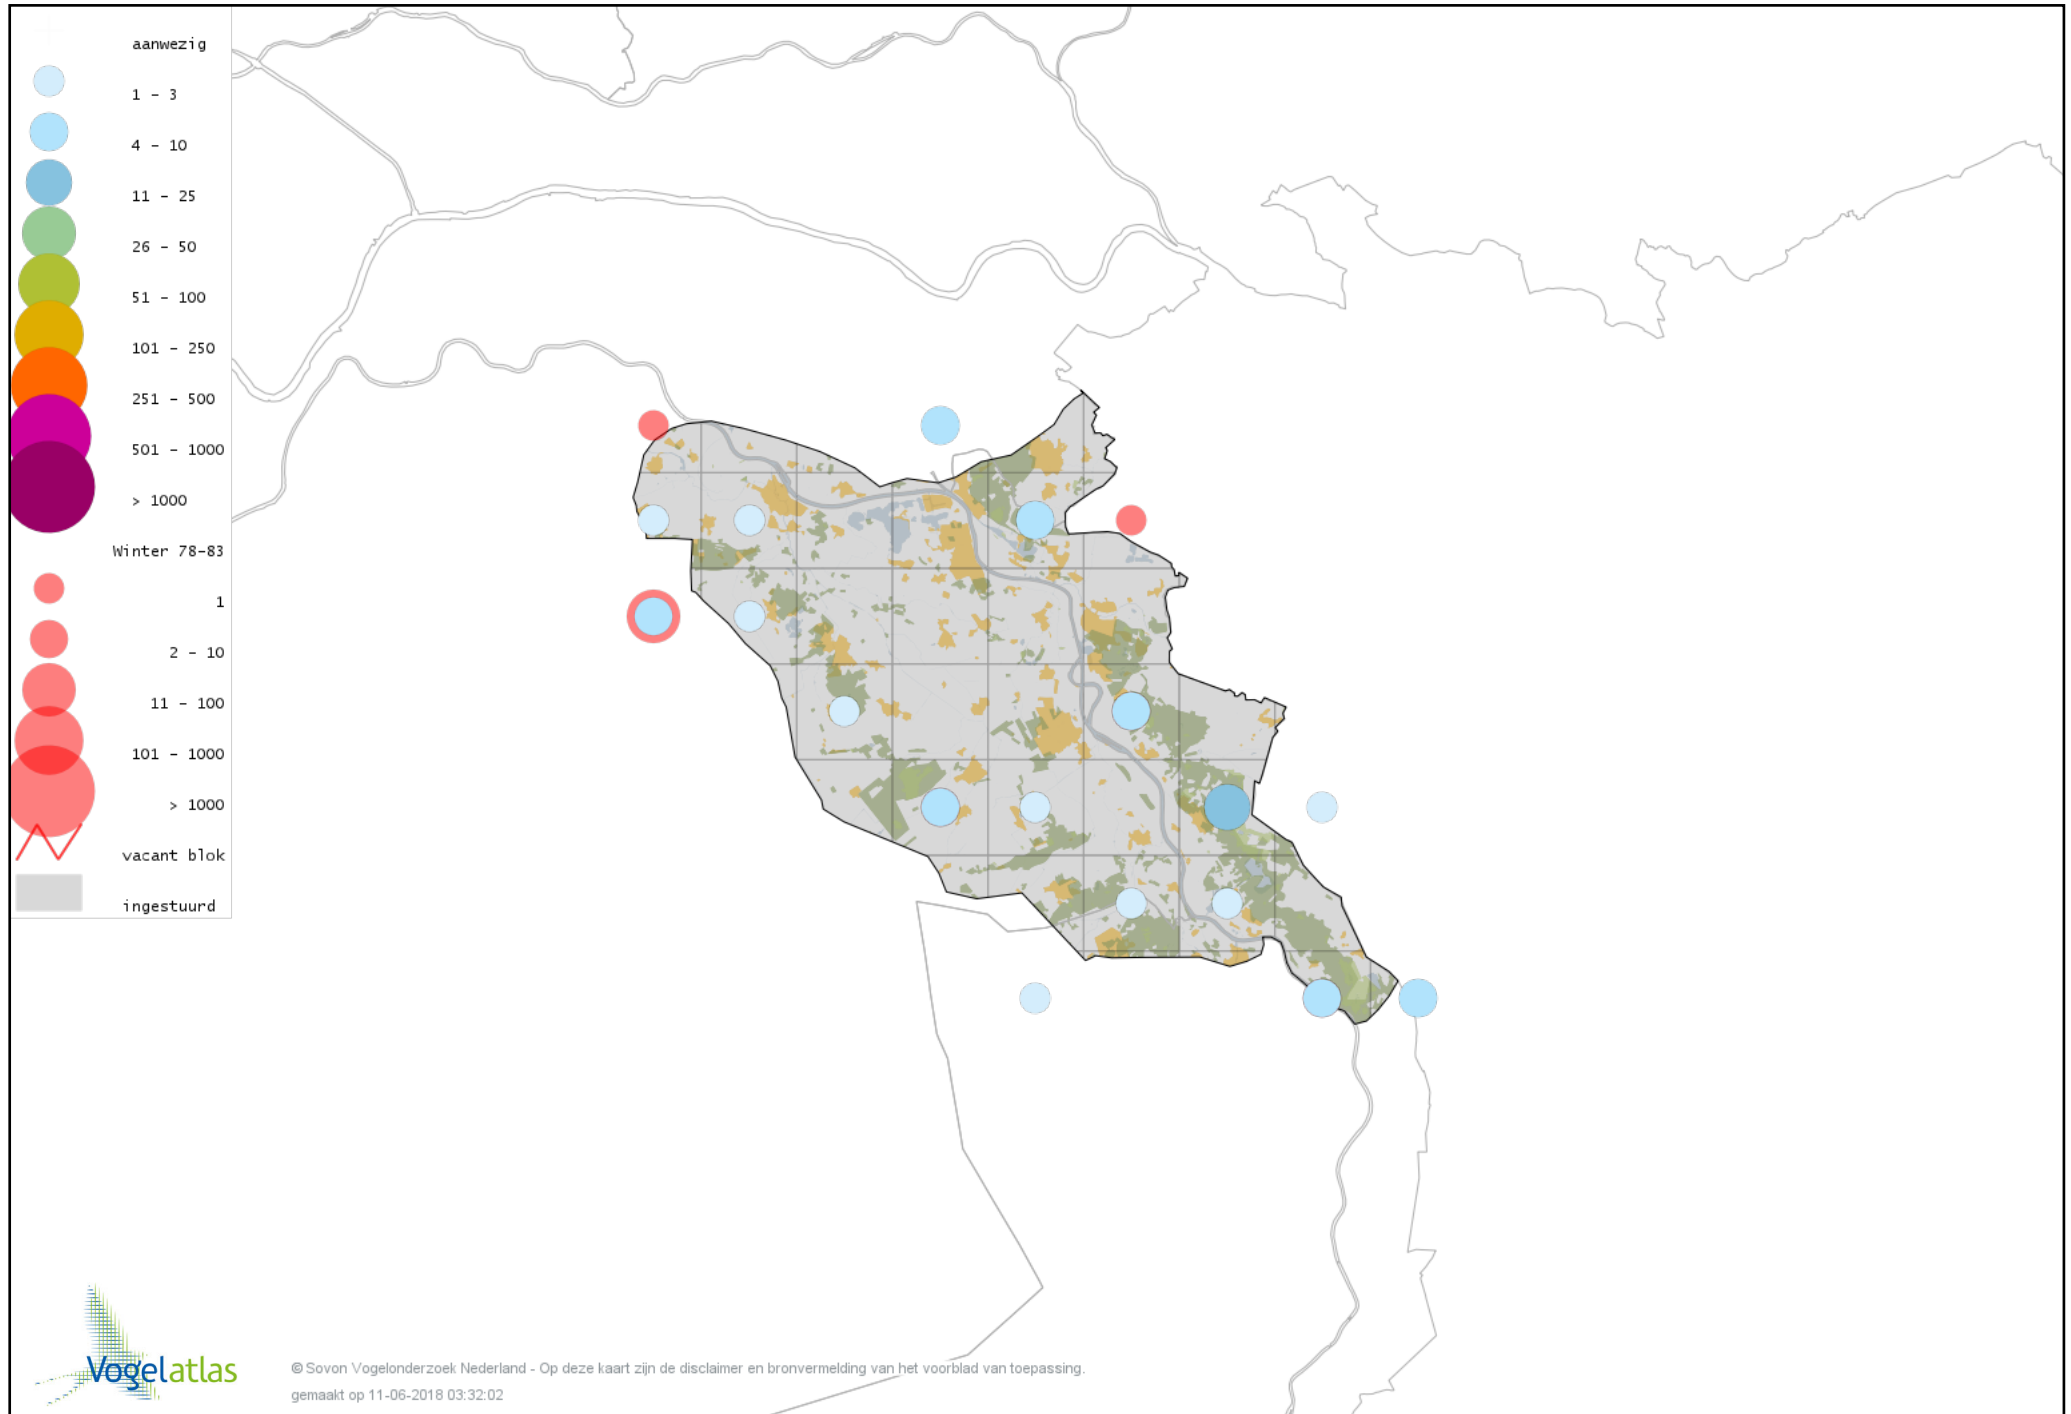 aanwezig
1 - 3
4 - 10
11 - 25
26 - 50
51 - 100
101 - 250
251 - 500
501 - 1000
> 1000
Winter 78-83
1
2 - 10
11 - 100
101 - 1000
> 1000
vacant blok
ingestuurd
Vogelatlas
© Sovon Vogelonderzoek Nederland - Op deze kaart zijn de disclaimer en bronvermelding van het voorblad van toepassing.
gemaakt op 11-06-2018 03:32:02